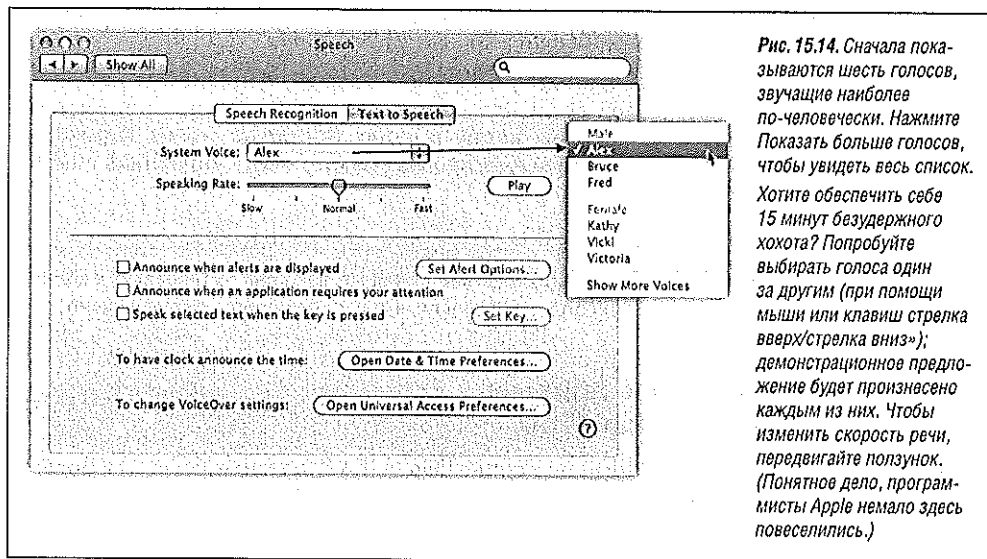 Speech
Show All
Speech Recognition Text to Speech
System Voice: Alex
Speaking Rate:
Slow Normal Fast
Play
Male
✓ Alex
Bruce
Fred
Female
Kathy
Vicki
Victoria
Show More Voices
Announce when alerts are displayed
Set Alert Options...
Announce when an application requires your attention
Speak selected text when the key is pressed
Set Key...
To have clock announce the time:
Open Date & Time Preferences...
To change VoiceOver settings:
Open Universal Access Preferences...
?
Рис. 15.14. Сначала пока-
зываются шесть голосов,
звучащие наиболее
по-человечески. Нажмите
Показать больше голосов,
чтобы увидеть весь список.
Хотите обеспечить себе
15 минут безудержного
хохота? Попробуйте
выбирать голоса один
за другим (при помощи
мыши или клавиш стрелка
вверх/стрелка вниз»);
демонстрационное предло-
жение будет произнесено
каждым из них. Чтобы
изменить скорость речи,
передвигайте ползунок.
(Понятное дело, програм-
мисты Apple немало здесь
повеселились.)